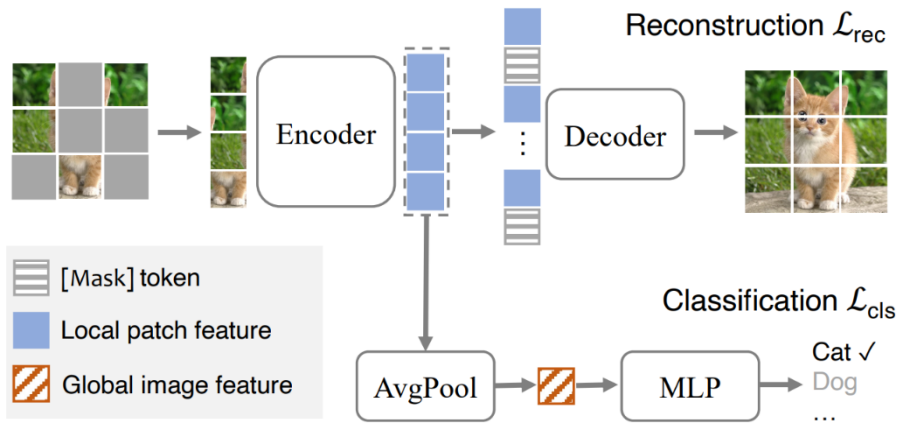 Reconstruction ℒrec
Encoder
Decoder
⋮
[Mask] token
Local patch feature
Global image feature
Classification ℒcls
AvgPool
MLP
Cat ✓
Dog
...